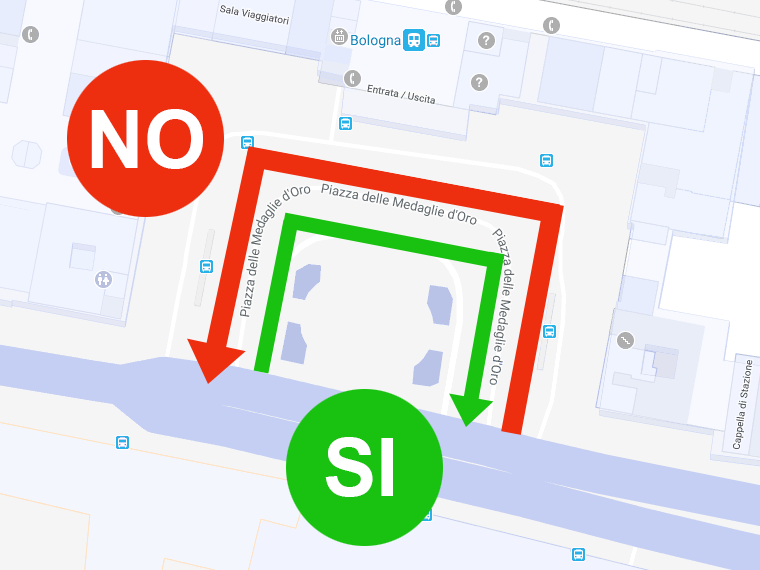 Sala Viaggiatori
Bologna
?
Entrata / Uscita
?
NO
Piazza delle Medaglie d'Oro
Piazza delle Medaglie d'Oro
Piazza delle Medaglie d'Oro
Cappella di Stazione
SI